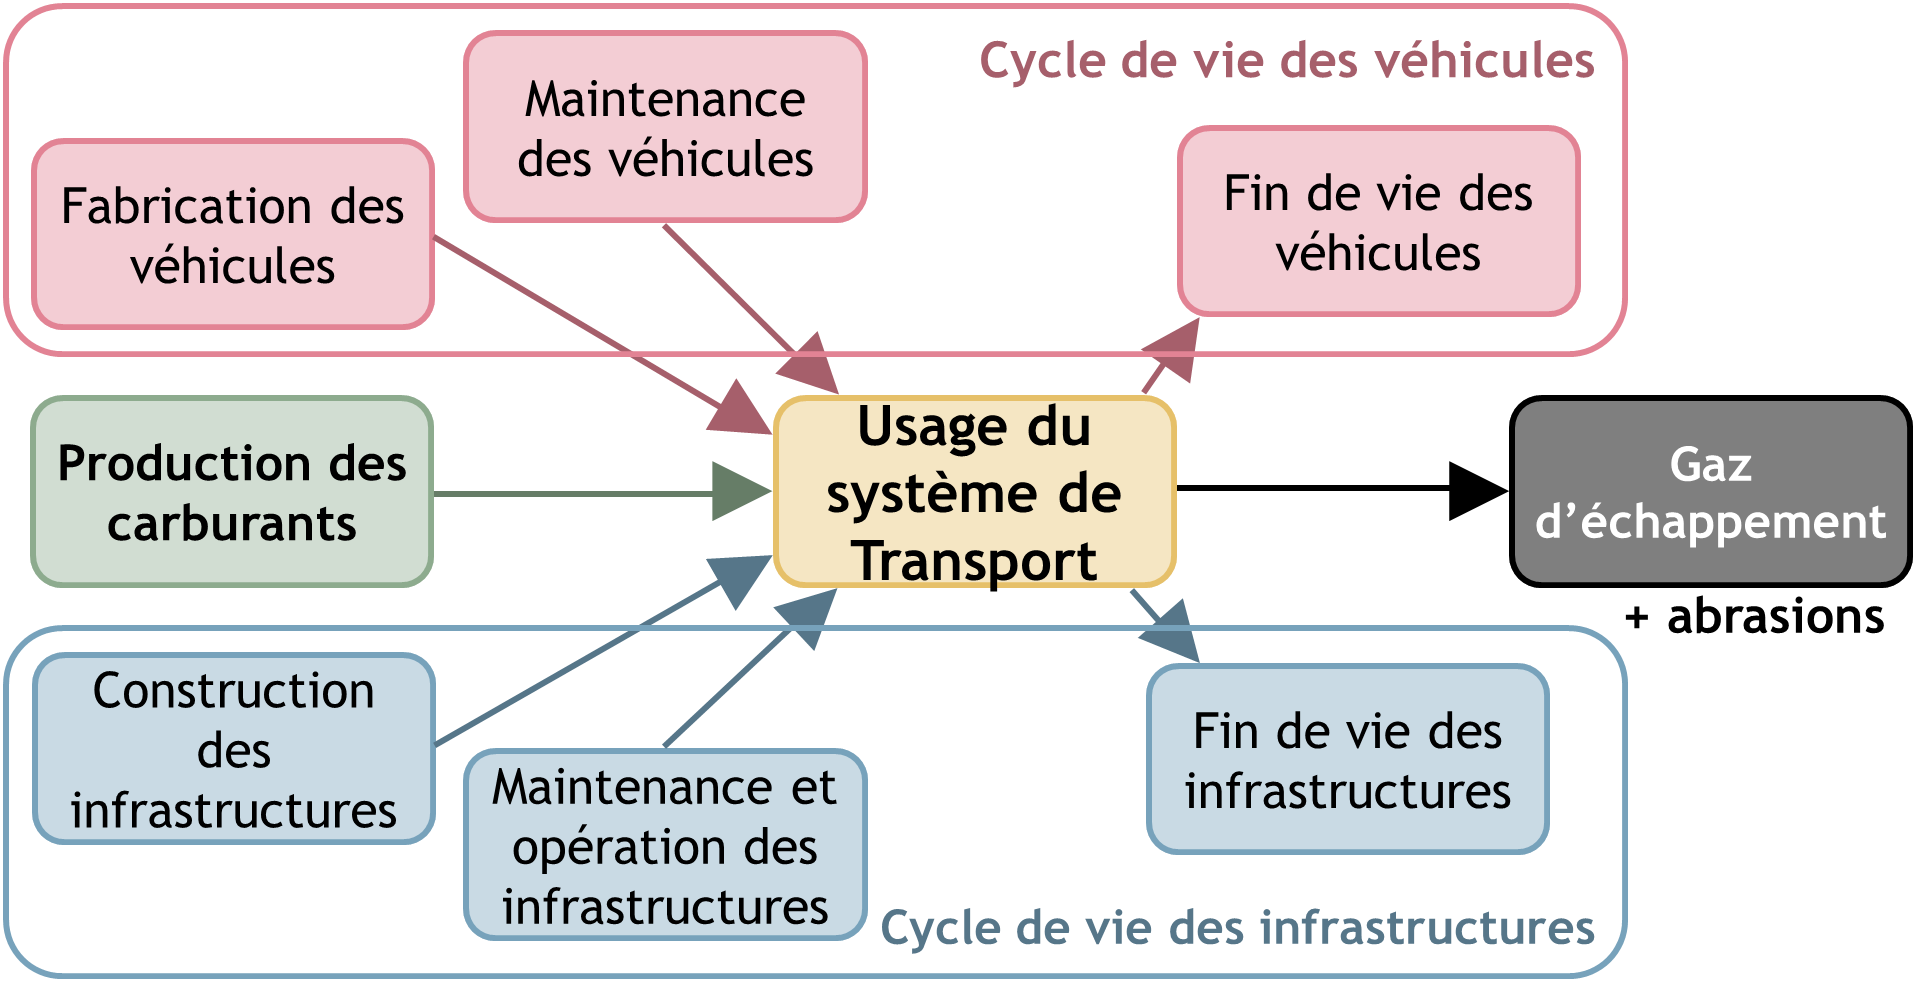 Cycle de vie des véhicules
Maintenance
des véhicules
Fabrication des
véhicules
Fin de vie des
véhicules
Production des
carburants
Usage du
système de
Transport
Gaz
d’échappement
+ abrasions
Construction
des
infrastructures
Maintenance et
opération des
infrastructures
Fin de vie des
infrastructures
Cycle de vie des infrastructures